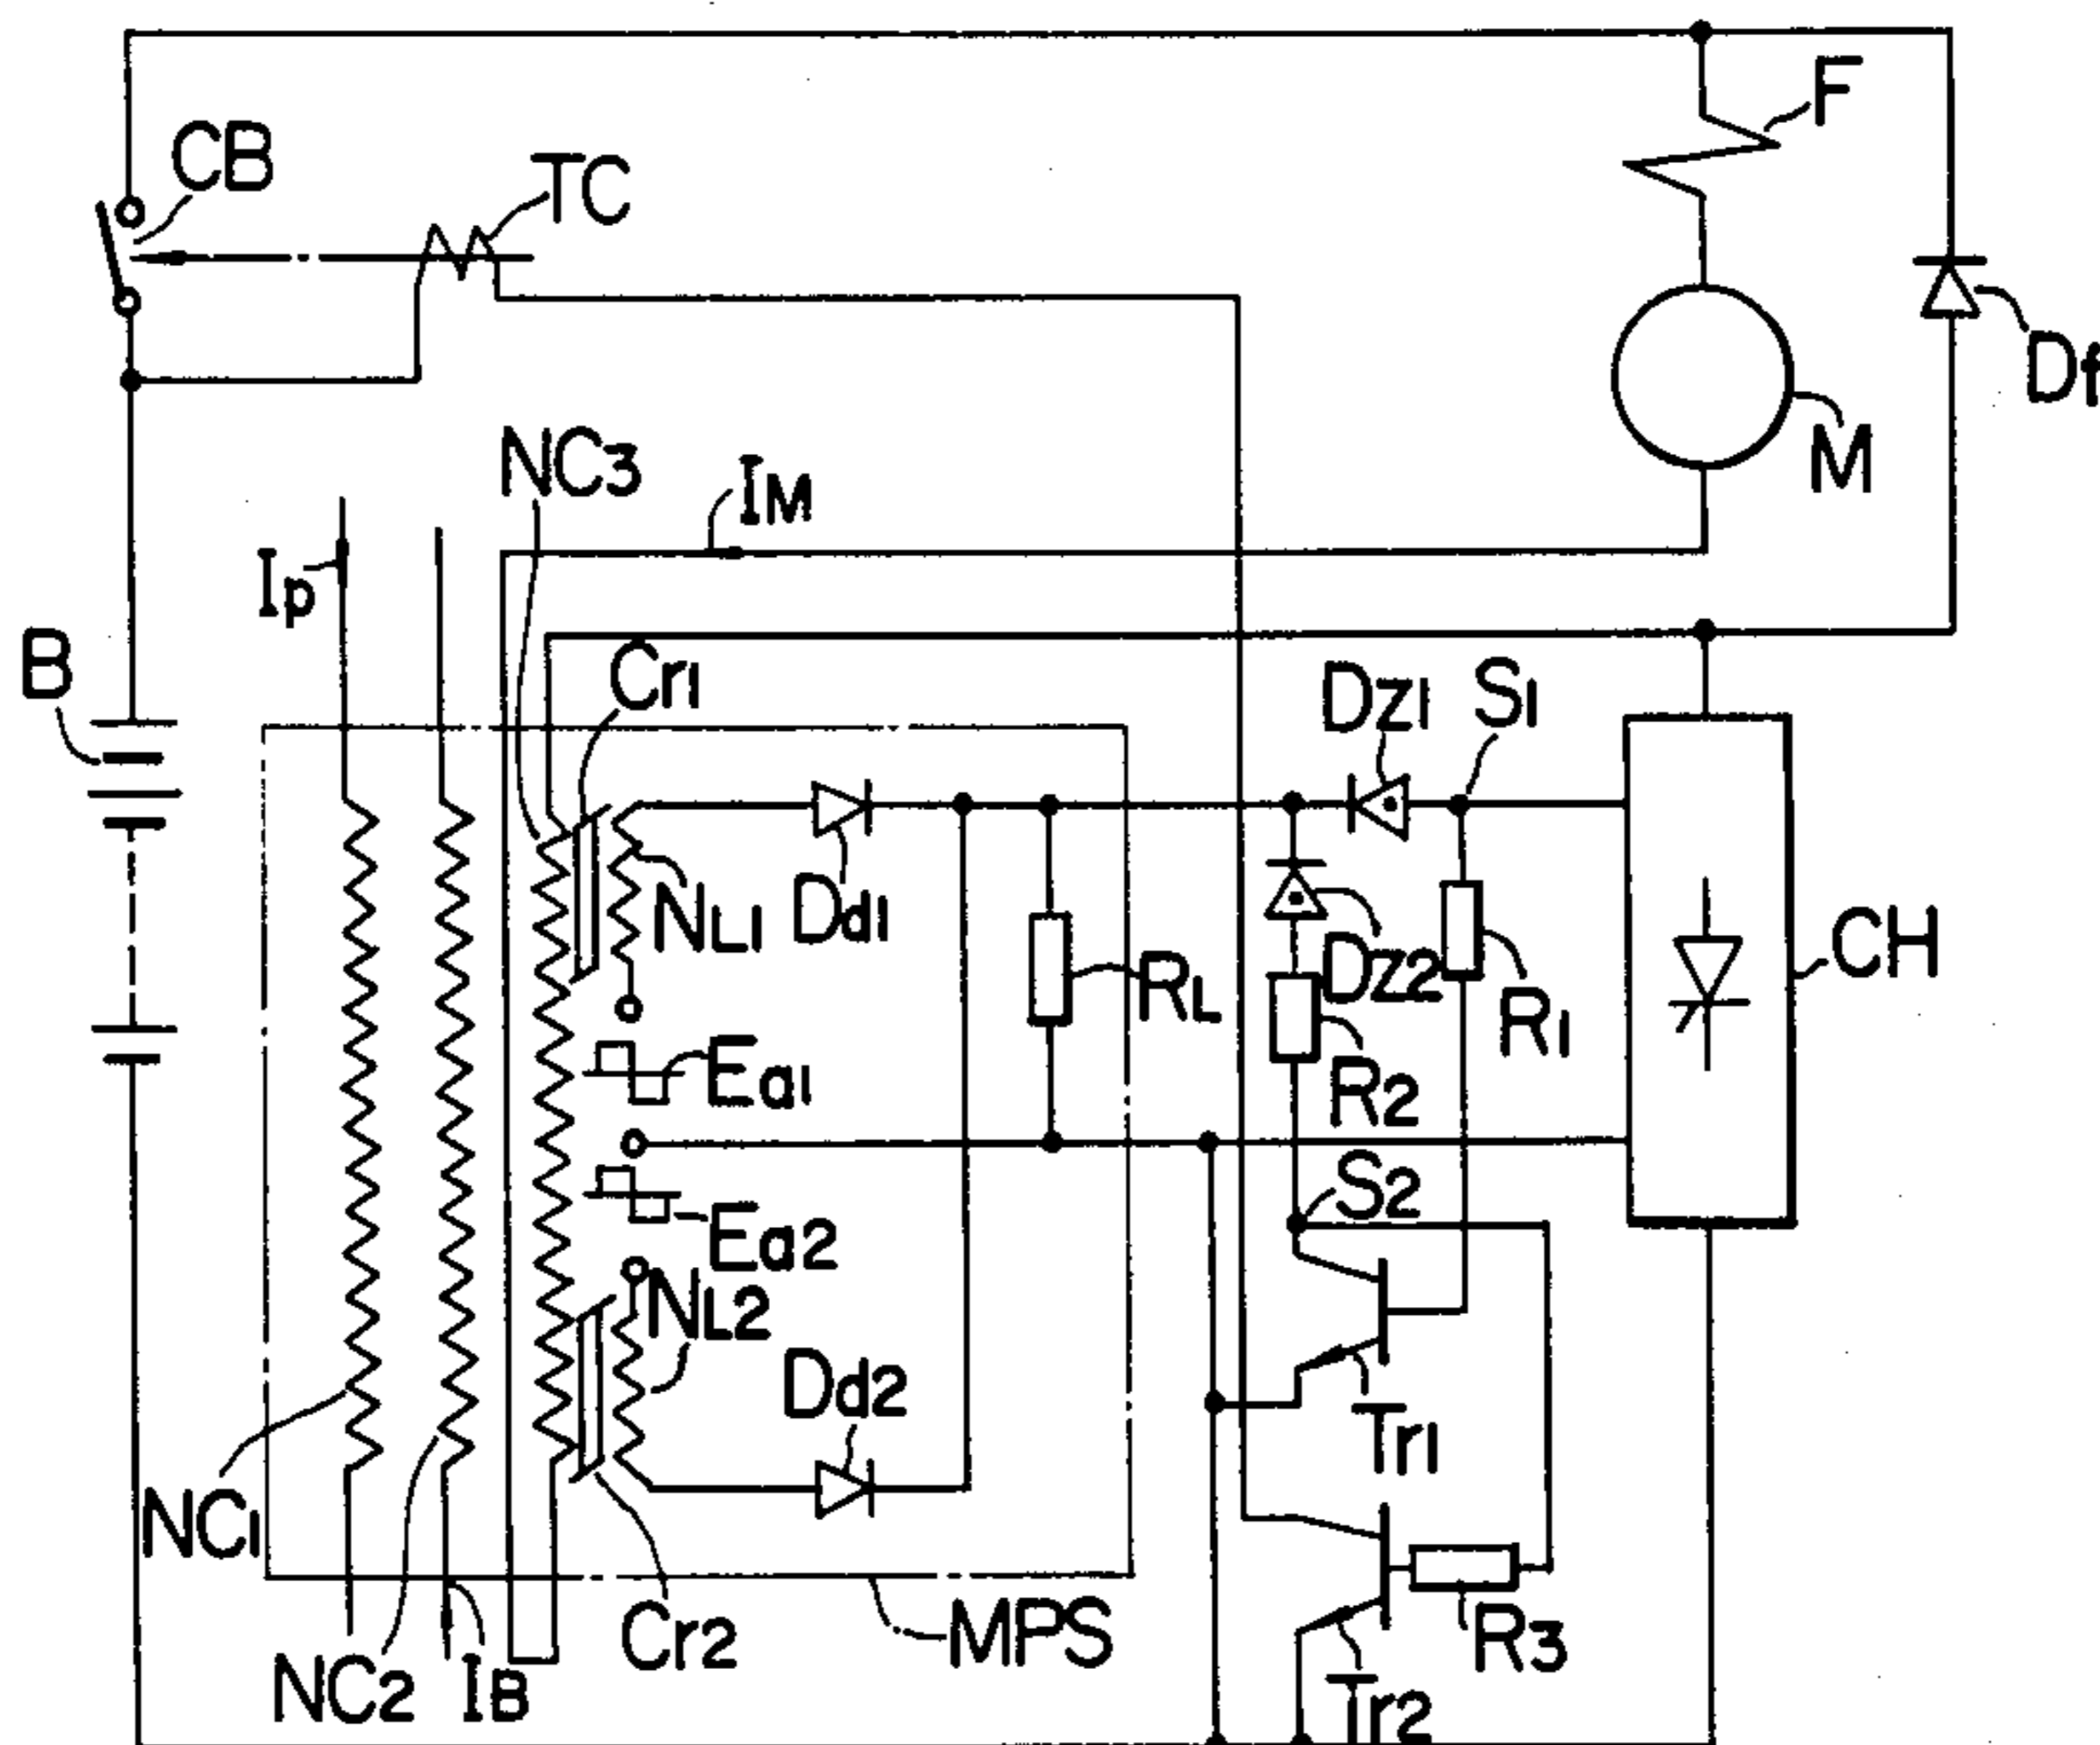 F
CB
TC
Df
M
NC3
IM
Ip
B
Cr1
DZ1
S1
NL1
Dd1
RL
DZ2
R1
CH
Ea1
R2
S2
Ea2
NL2
Dd2
Tr1
NC1
Cr2
MPS
R3
NC2
IB
Tr2